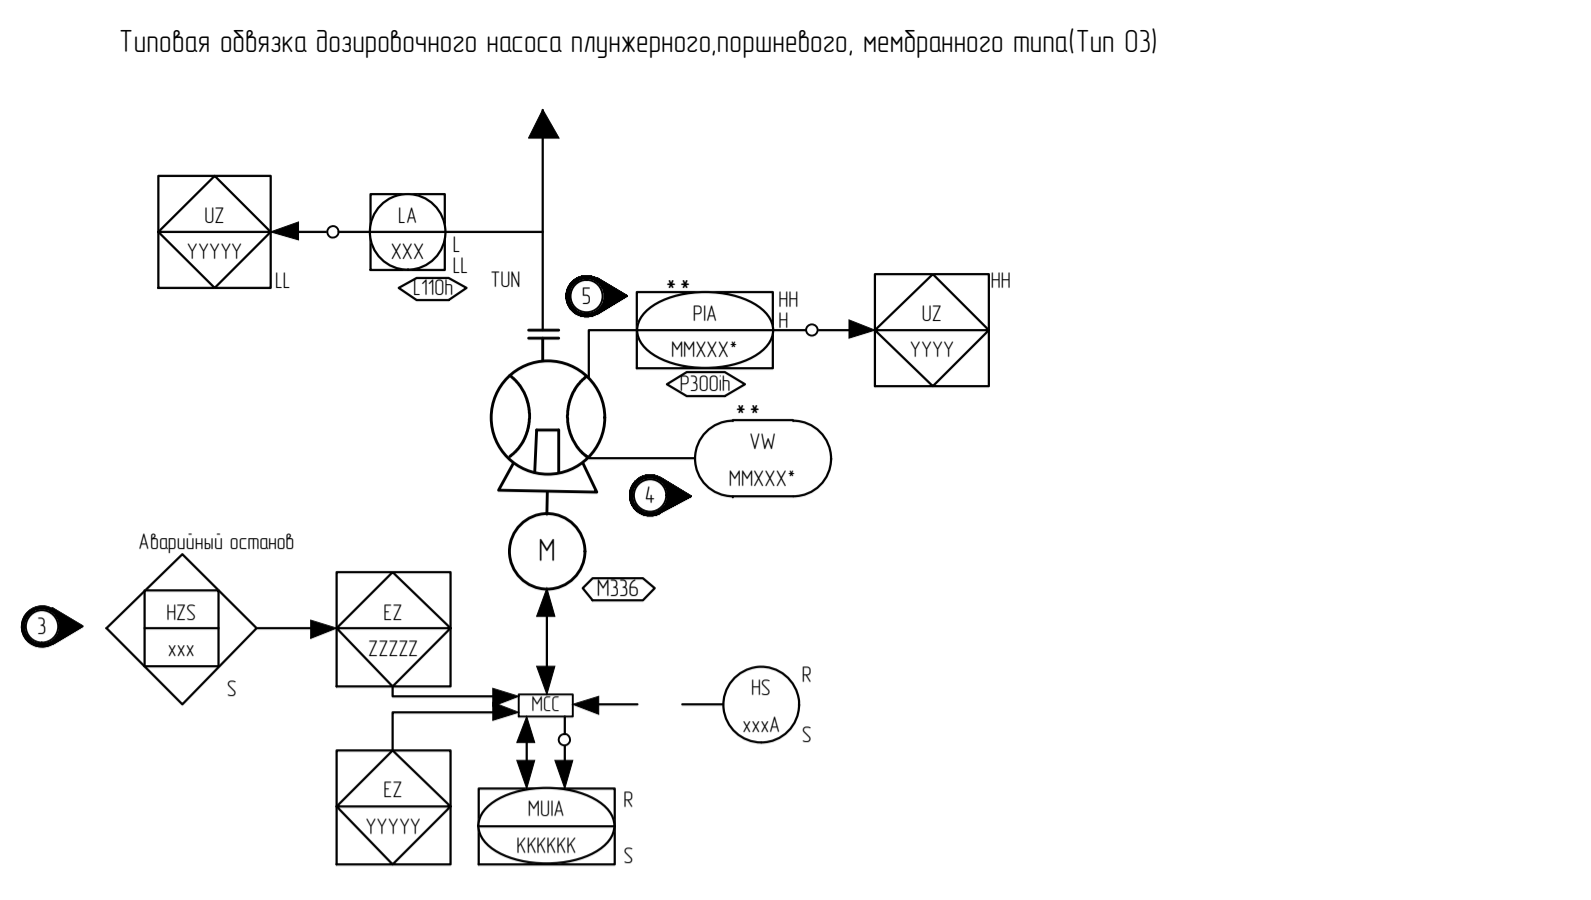 Типовая обвязка дозировочного насоса плунжерного,поршневого, мембранного типа(Тип 03)
UZ
YYYYY
LL
LA
XXX
L
LL
L110h
TUN
5
**
PIA
MMXXX*
HH
H
P300ih
UZ
YYYY
HH
**
VW
MMXXX*
4
M
M336
Аварийный останов
3
HZS
xxx
S
EZ
ZZZZZ
MCC
HS
xxxA
R
S
EZ
YYYYY
MUIA
KKKKKK
R
S